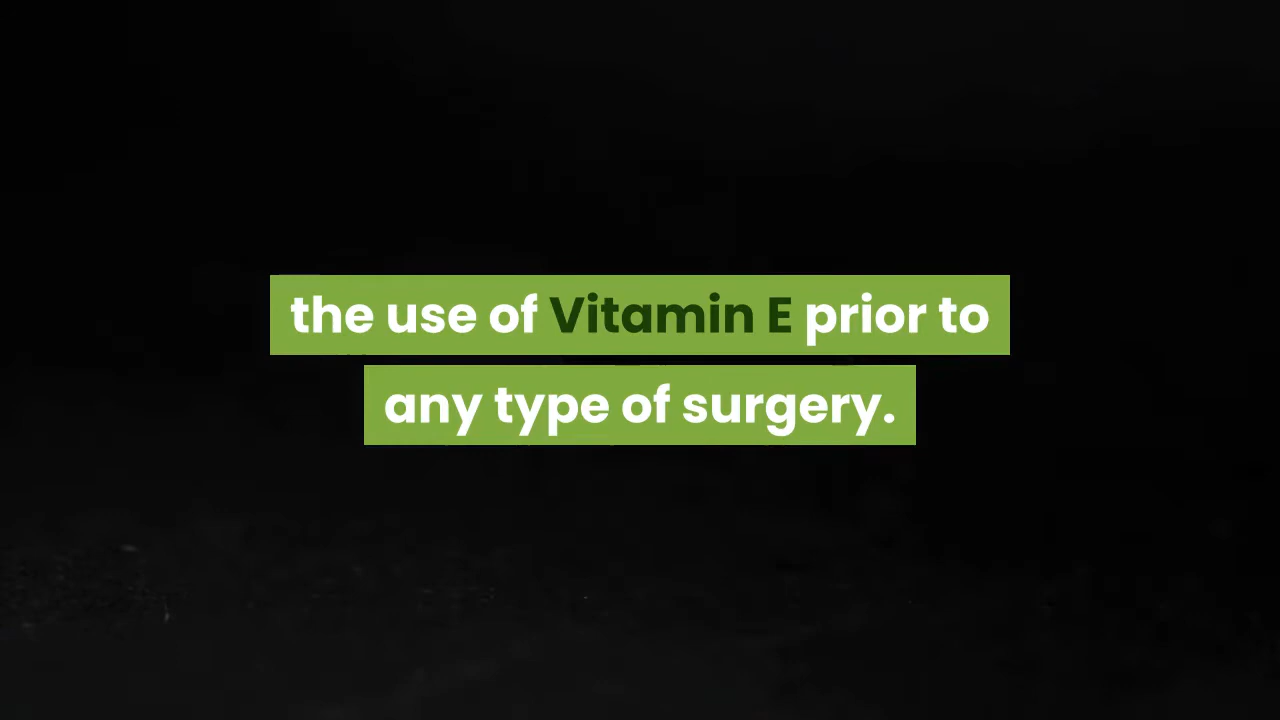 the use of Vitamin E prior to
any type of surgery.